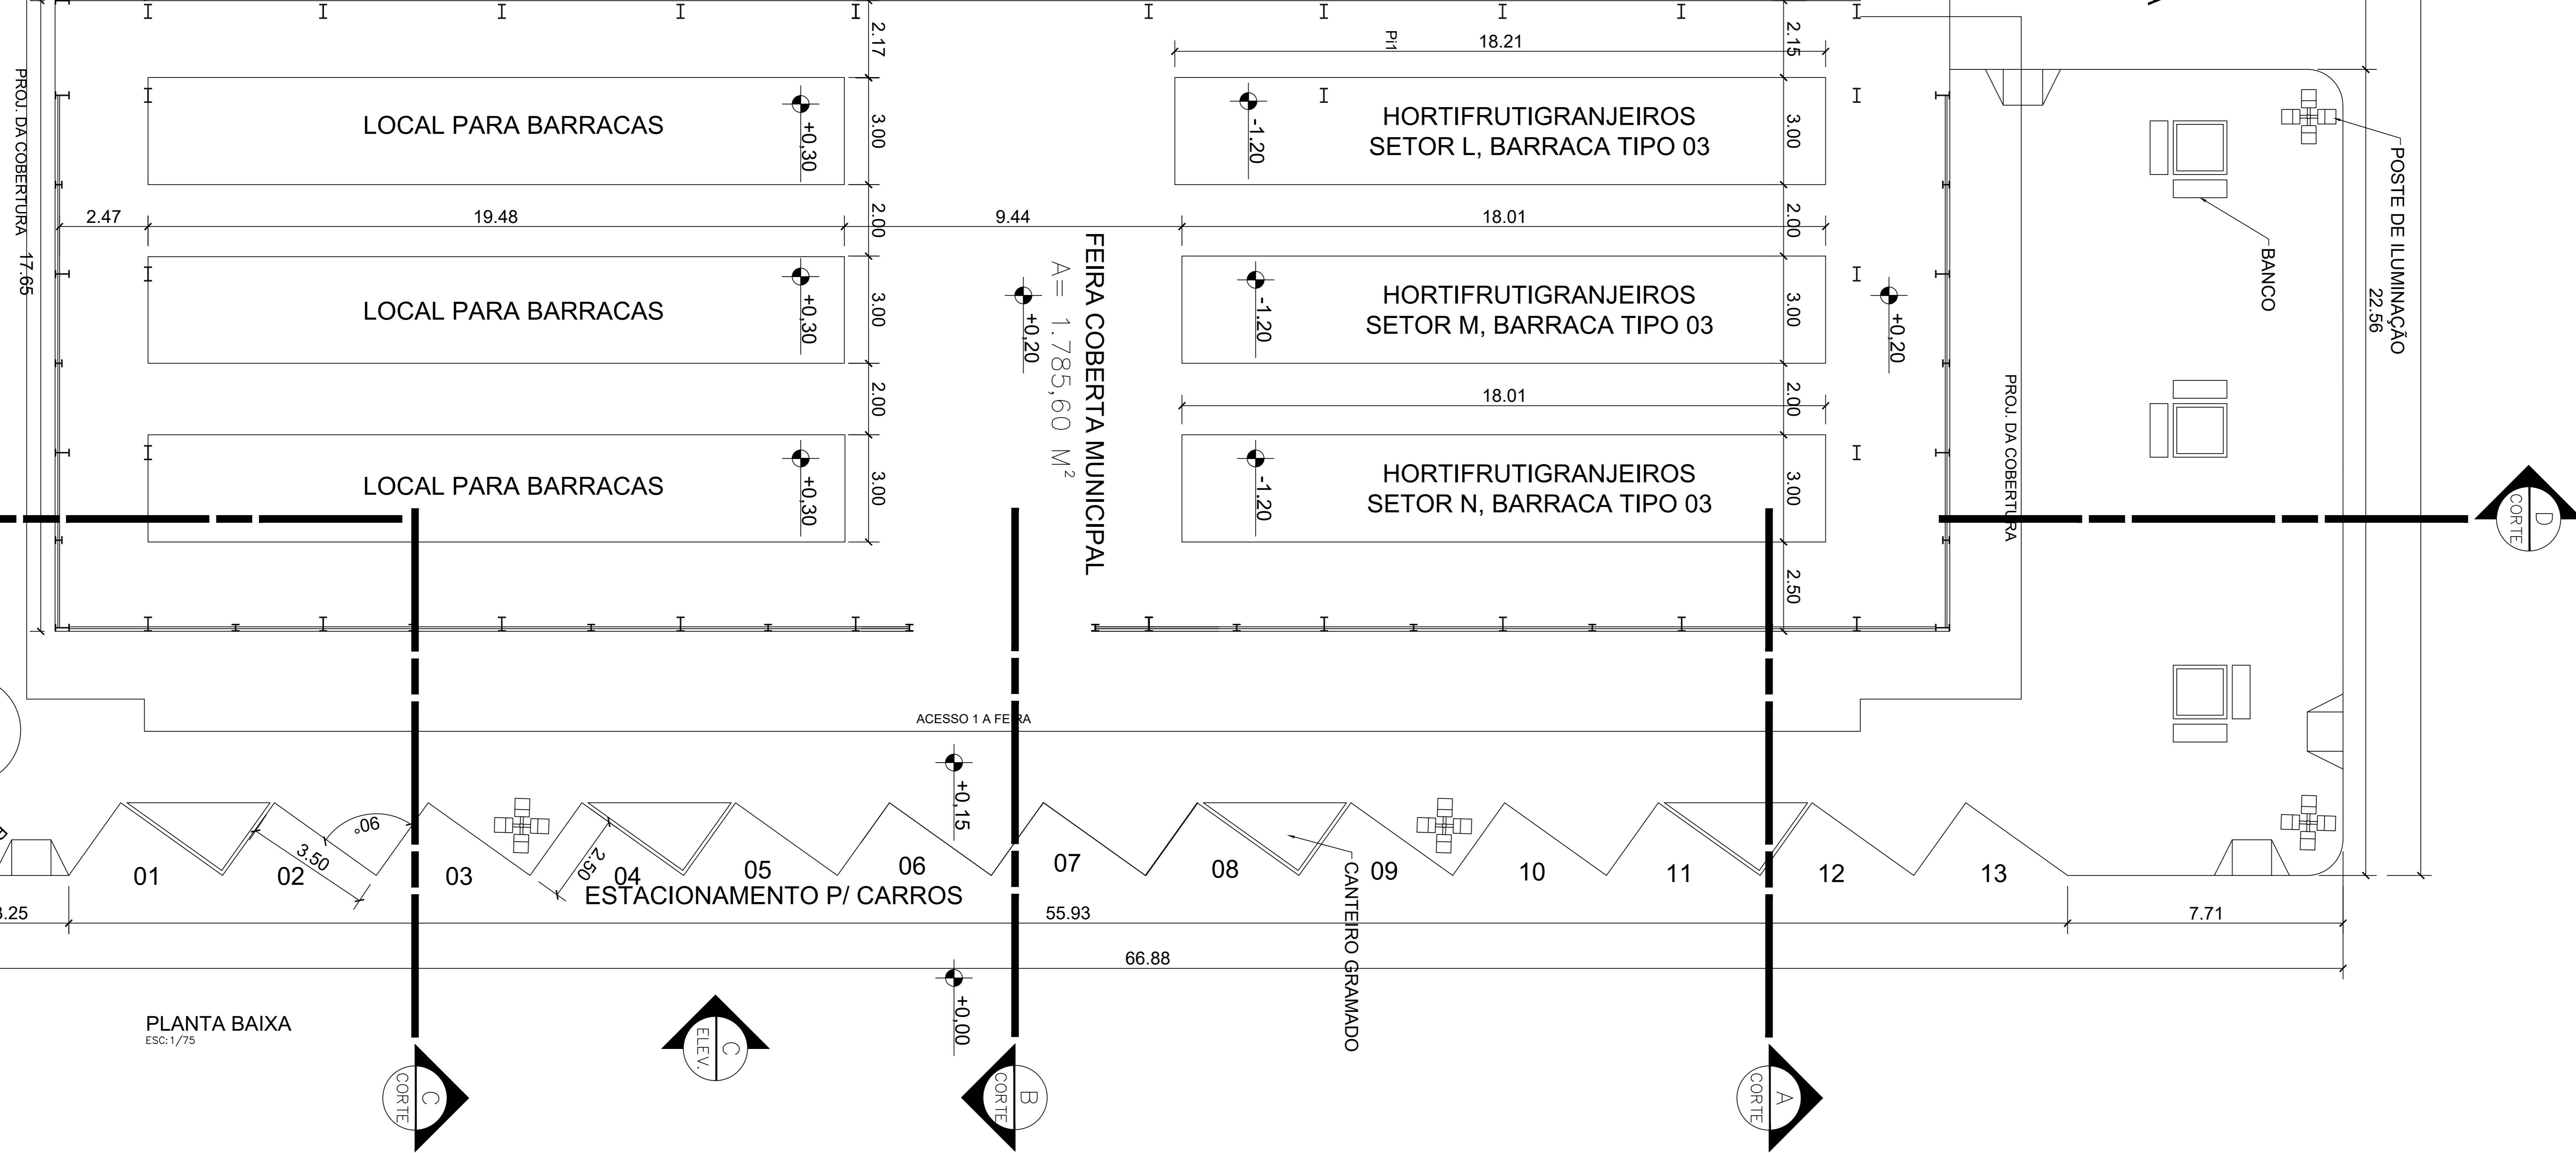 2.17
2.15
Pi1
18.21
PROJ. DA COBERTURA
17.65
LOCAL PARA BARRACAS
+0,30
3.00
-1.20
HORTIFRUTIGRANJEIROS
SETOR L, BARRACA TIPO 03
3.00
POSTE DE ILUMINAÇÃO
22.56
BANCO
2.47
19.48
2.00
9.44
18.01
2.00
LOCAL PARA BARRACAS
+0,30
3.00
+0,20
FEIRA COBERTA MUNICIPAL
A= 1.785,60 M²
-1.20
HORTIFRUTIGRANJEIROS
SETOR M, BARRACA TIPO 03
3.00
+0,20
2.00
18.01
2.00
PROJ. DA COBERTURA
LOCAL PARA BARRACAS
+0,30
3.00
-1.20
HORTIFRUTIGRANJEIROS
SETOR N, BARRACA TIPO 03
3.00
D
CORTE
2.50
ACESSO 1 A FEIRA
+0,15
90°
3.50
2.50
01
02
03
04
05
06
07
08
09
10
11
12
13
ESTACIONAMENTO P/ CARROS
CANTEIRO GRAMADO
55.93
7.71
66.88
+0,00
PLANTA BAIXA
ESC: 1/75
C
ELEV.
C
CORTE
B
CORTE
A
CORTE